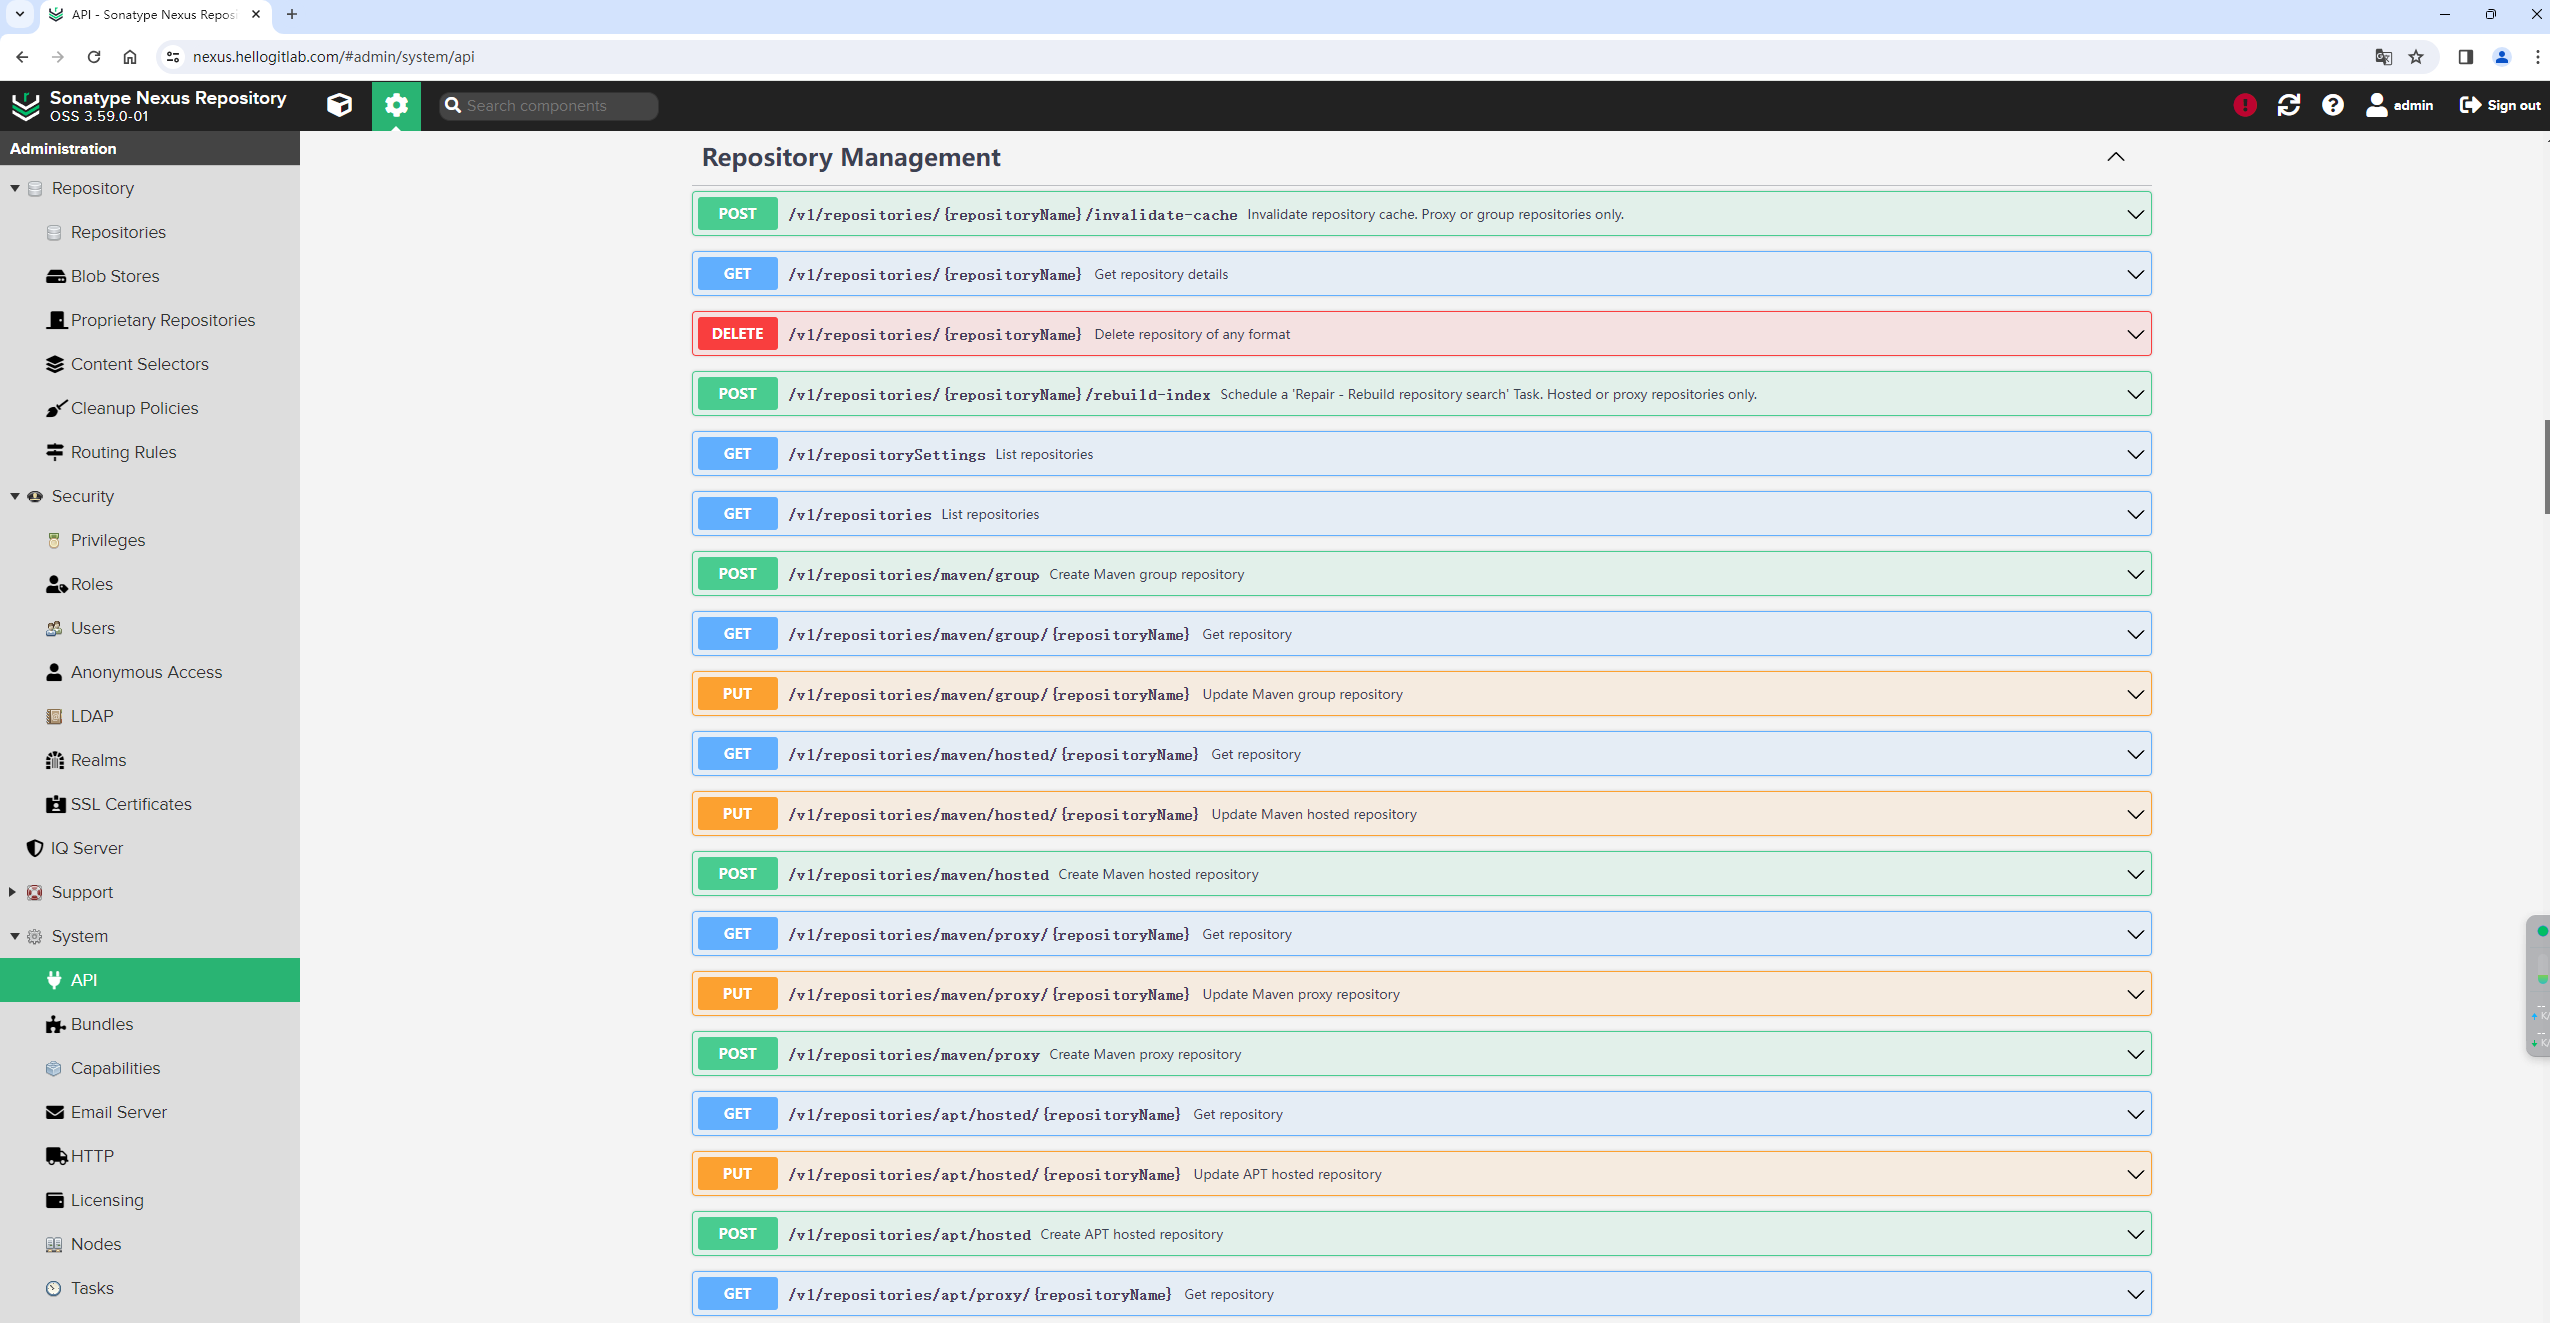 API - Sonatype Nexus Reposi
nexus.hellogitlab.com/#admin/system/api
Sonatype Nexus Repository
OSS 3.59.0-01
Search components
admin
Sign out
Administration
Repository
Repositories
Blob Stores
Proprietary Repositories
Content Selectors
Cleanup Policies
Routing Rules
Security
Privileges
Roles
Users
Anonymous Access
LDAP
Realms
SSL Certificates
IQ Server
Support
System
API
Bundles
Capabilities
Email Server
HTTP
Licensing
Nodes
Tasks
Repository Management
POST /v1/repositories/{repositoryName}/invalidate-cache Invalidate repository cache. Proxy or group repositories only.
GET /v1/repositories/{repositoryName} Get repository details
DELETE /v1/repositories/{repositoryName} Delete repository of any format
POST /v1/repositories/{repositoryName}/rebuild-index Schedule a 'Repair - Rebuild repository search' Task. Hosted or proxy repositories only.
GET /v1/repositorySettings List repositories
GET /v1/repositories List repositories
POST /v1/repositories/maven/group Create Maven group repository
GET /v1/repositories/maven/group/{repositoryName} Get repository
PUT /v1/repositories/maven/group/{repositoryName} Update Maven group repository
GET /v1/repositories/maven/hosted/{repositoryName} Get repository
PUT /v1/repositories/maven/hosted/{repositoryName} Update Maven hosted repository
POST /v1/repositories/maven/hosted Create Maven hosted repository
GET /v1/repositories/maven/proxy/{repositoryName} Get repository
PUT /v1/repositories/maven/proxy/{repositoryName} Update Maven proxy repository
POST /v1/repositories/maven/proxy Create Maven proxy repository
GET /v1/repositories/apt/hosted/{repositoryName} Get repository
PUT /v1/repositories/apt/hosted/{repositoryName} Update APT hosted repository
POST /v1/repositories/apt/hosted Create APT hosted repository
GET /v1/repositories/apt/proxy/{repositoryName} Get repository